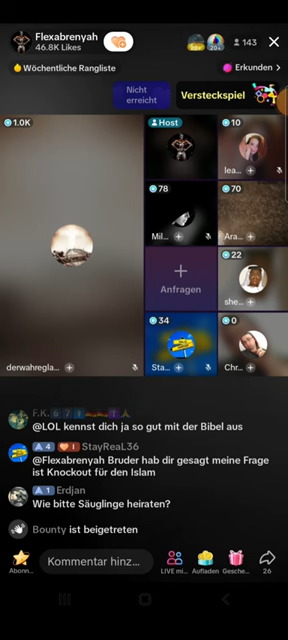 Flexabrenyah
46.8K Likes
20+
143
Wöchentliche Rangliste
Erkunden >
Nicht erreicht
Versteckspiel
1.0K
Host
10
lea...
78
Mil...
70
Ara...
+
Anfragen
22
she...
34
Sta...
0
Chr...
derwahregla...
F.K.
@LOL kennst dich ja so gut mit der Bibel aus
4 1 StayReaL36
@Flexabrenyah Bruder hab dir gesagt meine Frage
ist Knockout für den Islam
1 Erdjan
Wie bitte Säuglinge heiraten?
Bounty ist beigetreten
Kommentar hinz...
Abonn...
LIVE mi...
Aufladen
Gesche...
26